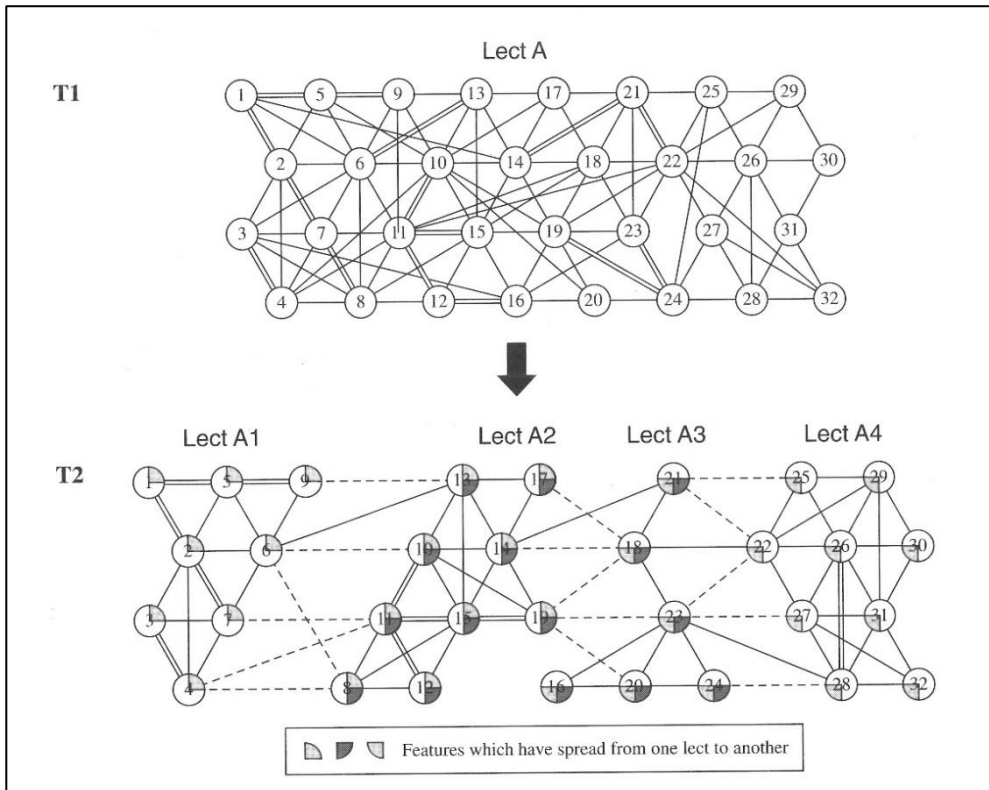 Lect A
T1
1 5 9 13 17 21 25 29
2 6 10 14 18 22 26 30
3 7 11 15 19 23 27 31
4 8 12 16 20 24 28 32
Lect A1 Lect A2 Lect A3 Lect A4
T2
1 5 9 13 17 21 25 29
2 6 10 14 18 22 26 30
3 7 11 15 19 23 27 31
4 8 12 16 20 24 28 32
Features which have spread from one lect to another